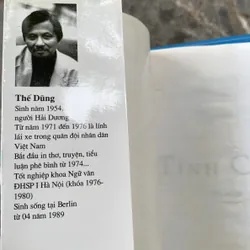 Thế Dũng
Sinh năm 1954,
người Hải Dương
Từ năm 1971 đến 1976 là lính
lái xe trong quân đội nhân dân
Việt Nam
Bắt đầu in thơ, truyện, tiểu
luận phê bình từ 1974...
Tốt nghiệp khoa Ngữ văn
ĐHSP I Hà Nội (khóa 1976-
1980)
Sinh sống tại Berlin
từ 04 năm 1989